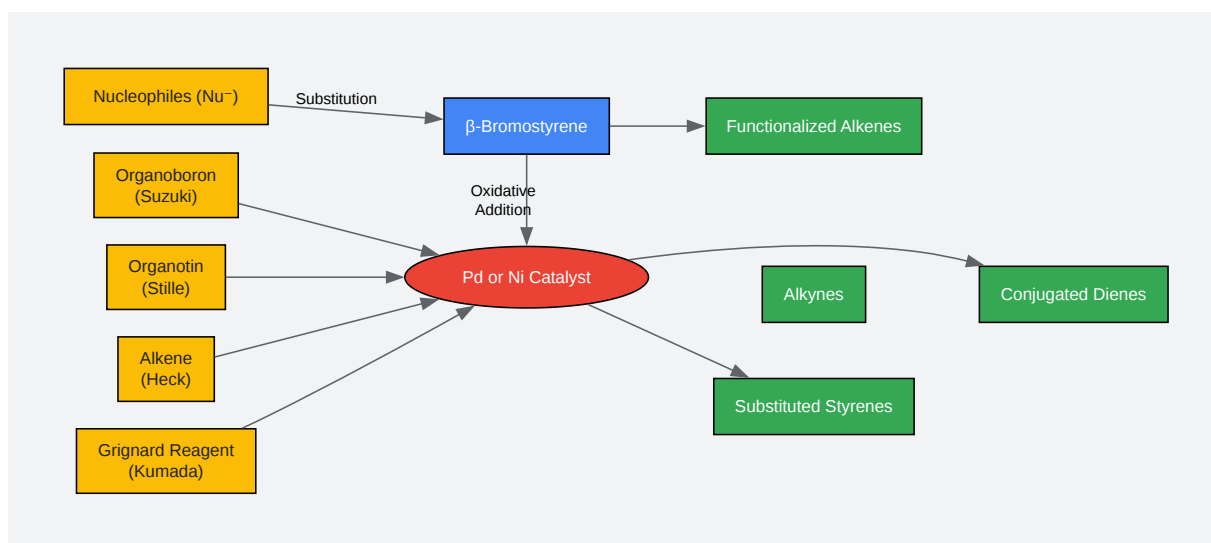 Nucleophiles (Nu⁻)
Substitution
β-Bromostyrene
Functionalized Alkenes
Organoboron
(Suzuki)
Oxidative
Addition
Organotin
(Stille)
Pd or Ni Catalyst
Alkynes
Conjugated Dienes
Alkene
(Heck)
Substituted Styrenes
Grignard Reagent
(Kumada)